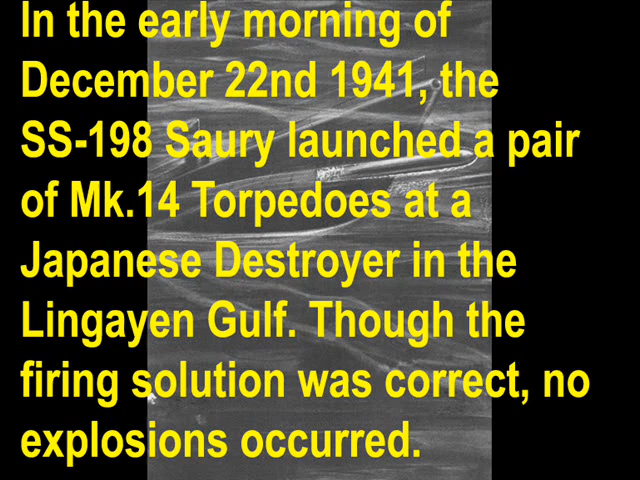 In the early morning of
December 22nd 1941, the
SS-198 Saury launched a pair
of Mk.14 Torpedoes at a
Japanese Destroyer in the
Lingayen Gulf. Though the
firing solution was correct, no
explosions occurred.